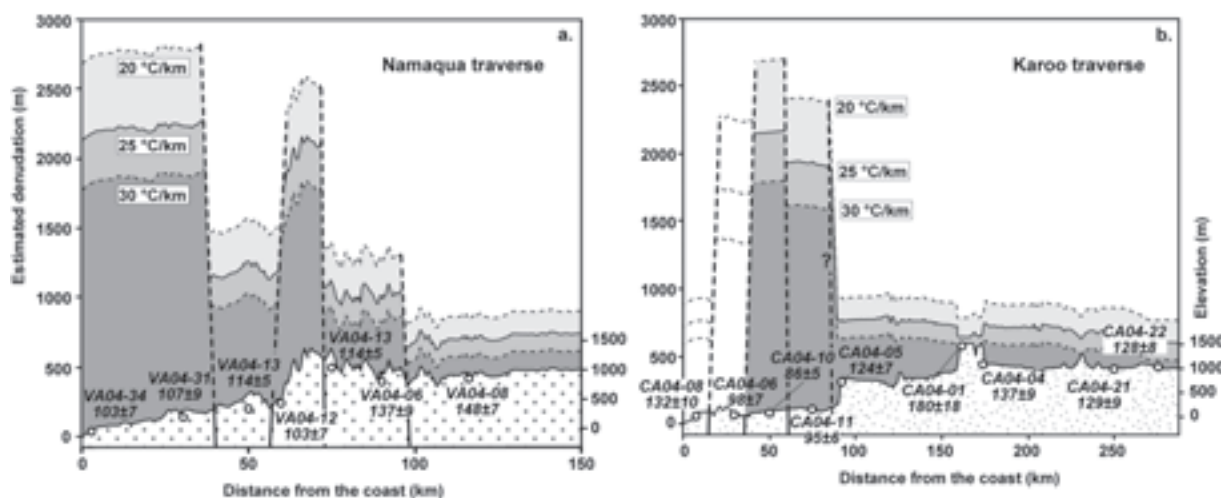 a.
Namaqua traverse
Estimated denudation (m)
3000
2500
2000
1500
1000
500
0
20 °C/km
25 °C/km
30 °C/km
VA04-34
103±7
VA04-31
107±9
VA04-13
114±5
VA04-12
103±7
VA04-13
114±5
VA04-06
137±9
VA04-08
148±7
1500
1000
500
0
0
50
100
150
Distance from the coast (km)
b.
Karoo traverse
3000
2500
2000
1500
1000
500
0
20 °C/km
25 °C/km
30 °C/km
?
CA04-08
132±10
CA04-06
98±7
CA04-10
86±5
CA04-11
95±6
CA04-05
124±7
CA04-01
180±18
CA04-04
137±9
CA04-21
129±9
CA04-22
128±8
Elevation (m)
1500
1000
500
0
0
50
100
150
200
250
Distance from the coast (km)